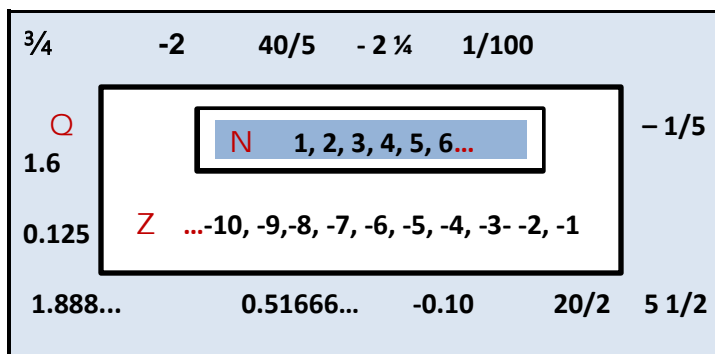 ¾ -2 40/5 - 2 ¼ 1/100
Q
N 1, 2, 3, 4, 5, 6...
– 1/5
1.6
0.125
Z ...-10, -9,-8, -7, -6, -5, -4, -3- -2, -1
1.888... 0.51666... -0.10 20/2 5 1/2